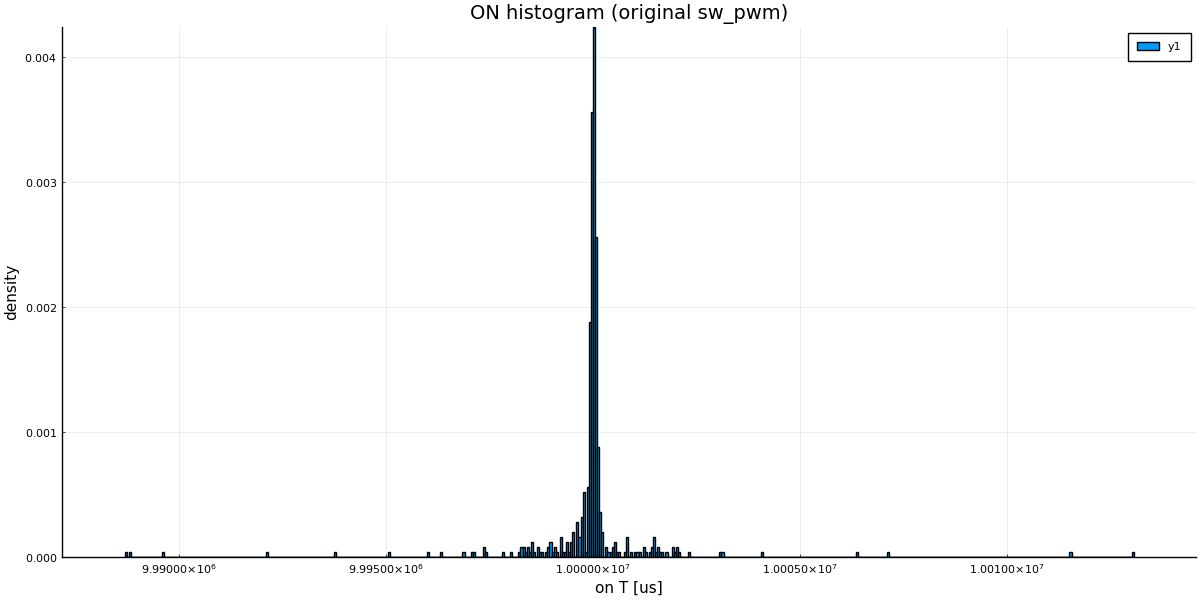 ON histogram (original sw_pwm)
y1
density
0.004
0.003
0.002
0.001
0.000
9.99000×10⁶
9.99500×10⁶
1.00000×10⁷
1.00050×10⁷
1.00100×10⁷
on T [us]